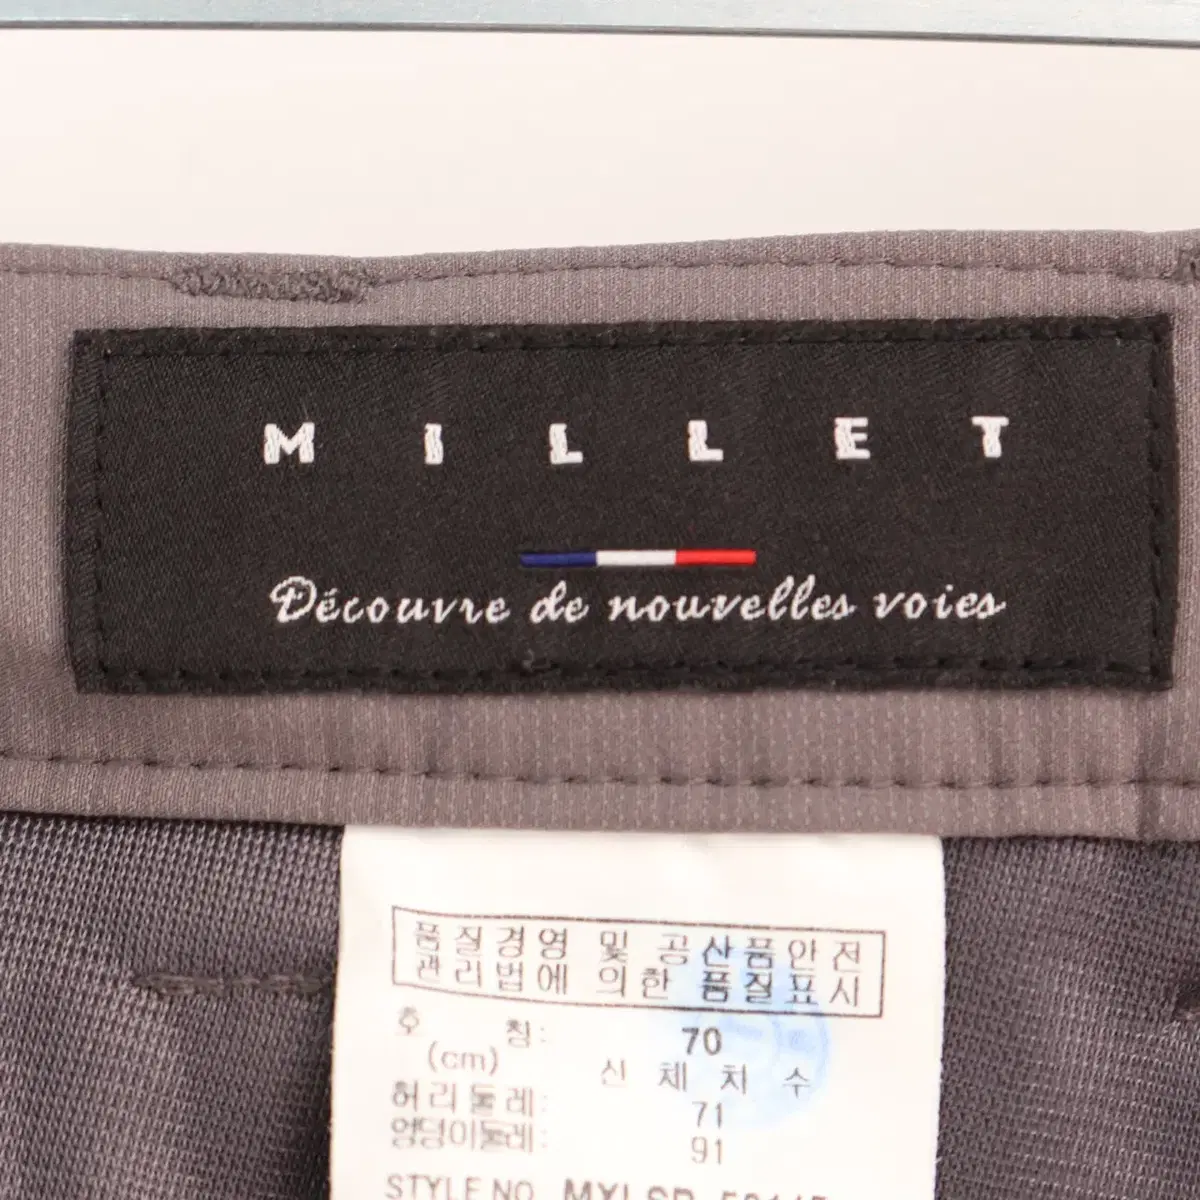 MILLET
Découvre de nouvelles voies
품질경영 및 공산품안전
관리법에 의한 품질표시
호 칭: 70
(cm) 신 체 치 수
허리둘레: 71
엉덩이둘레: 91
STYLE NO